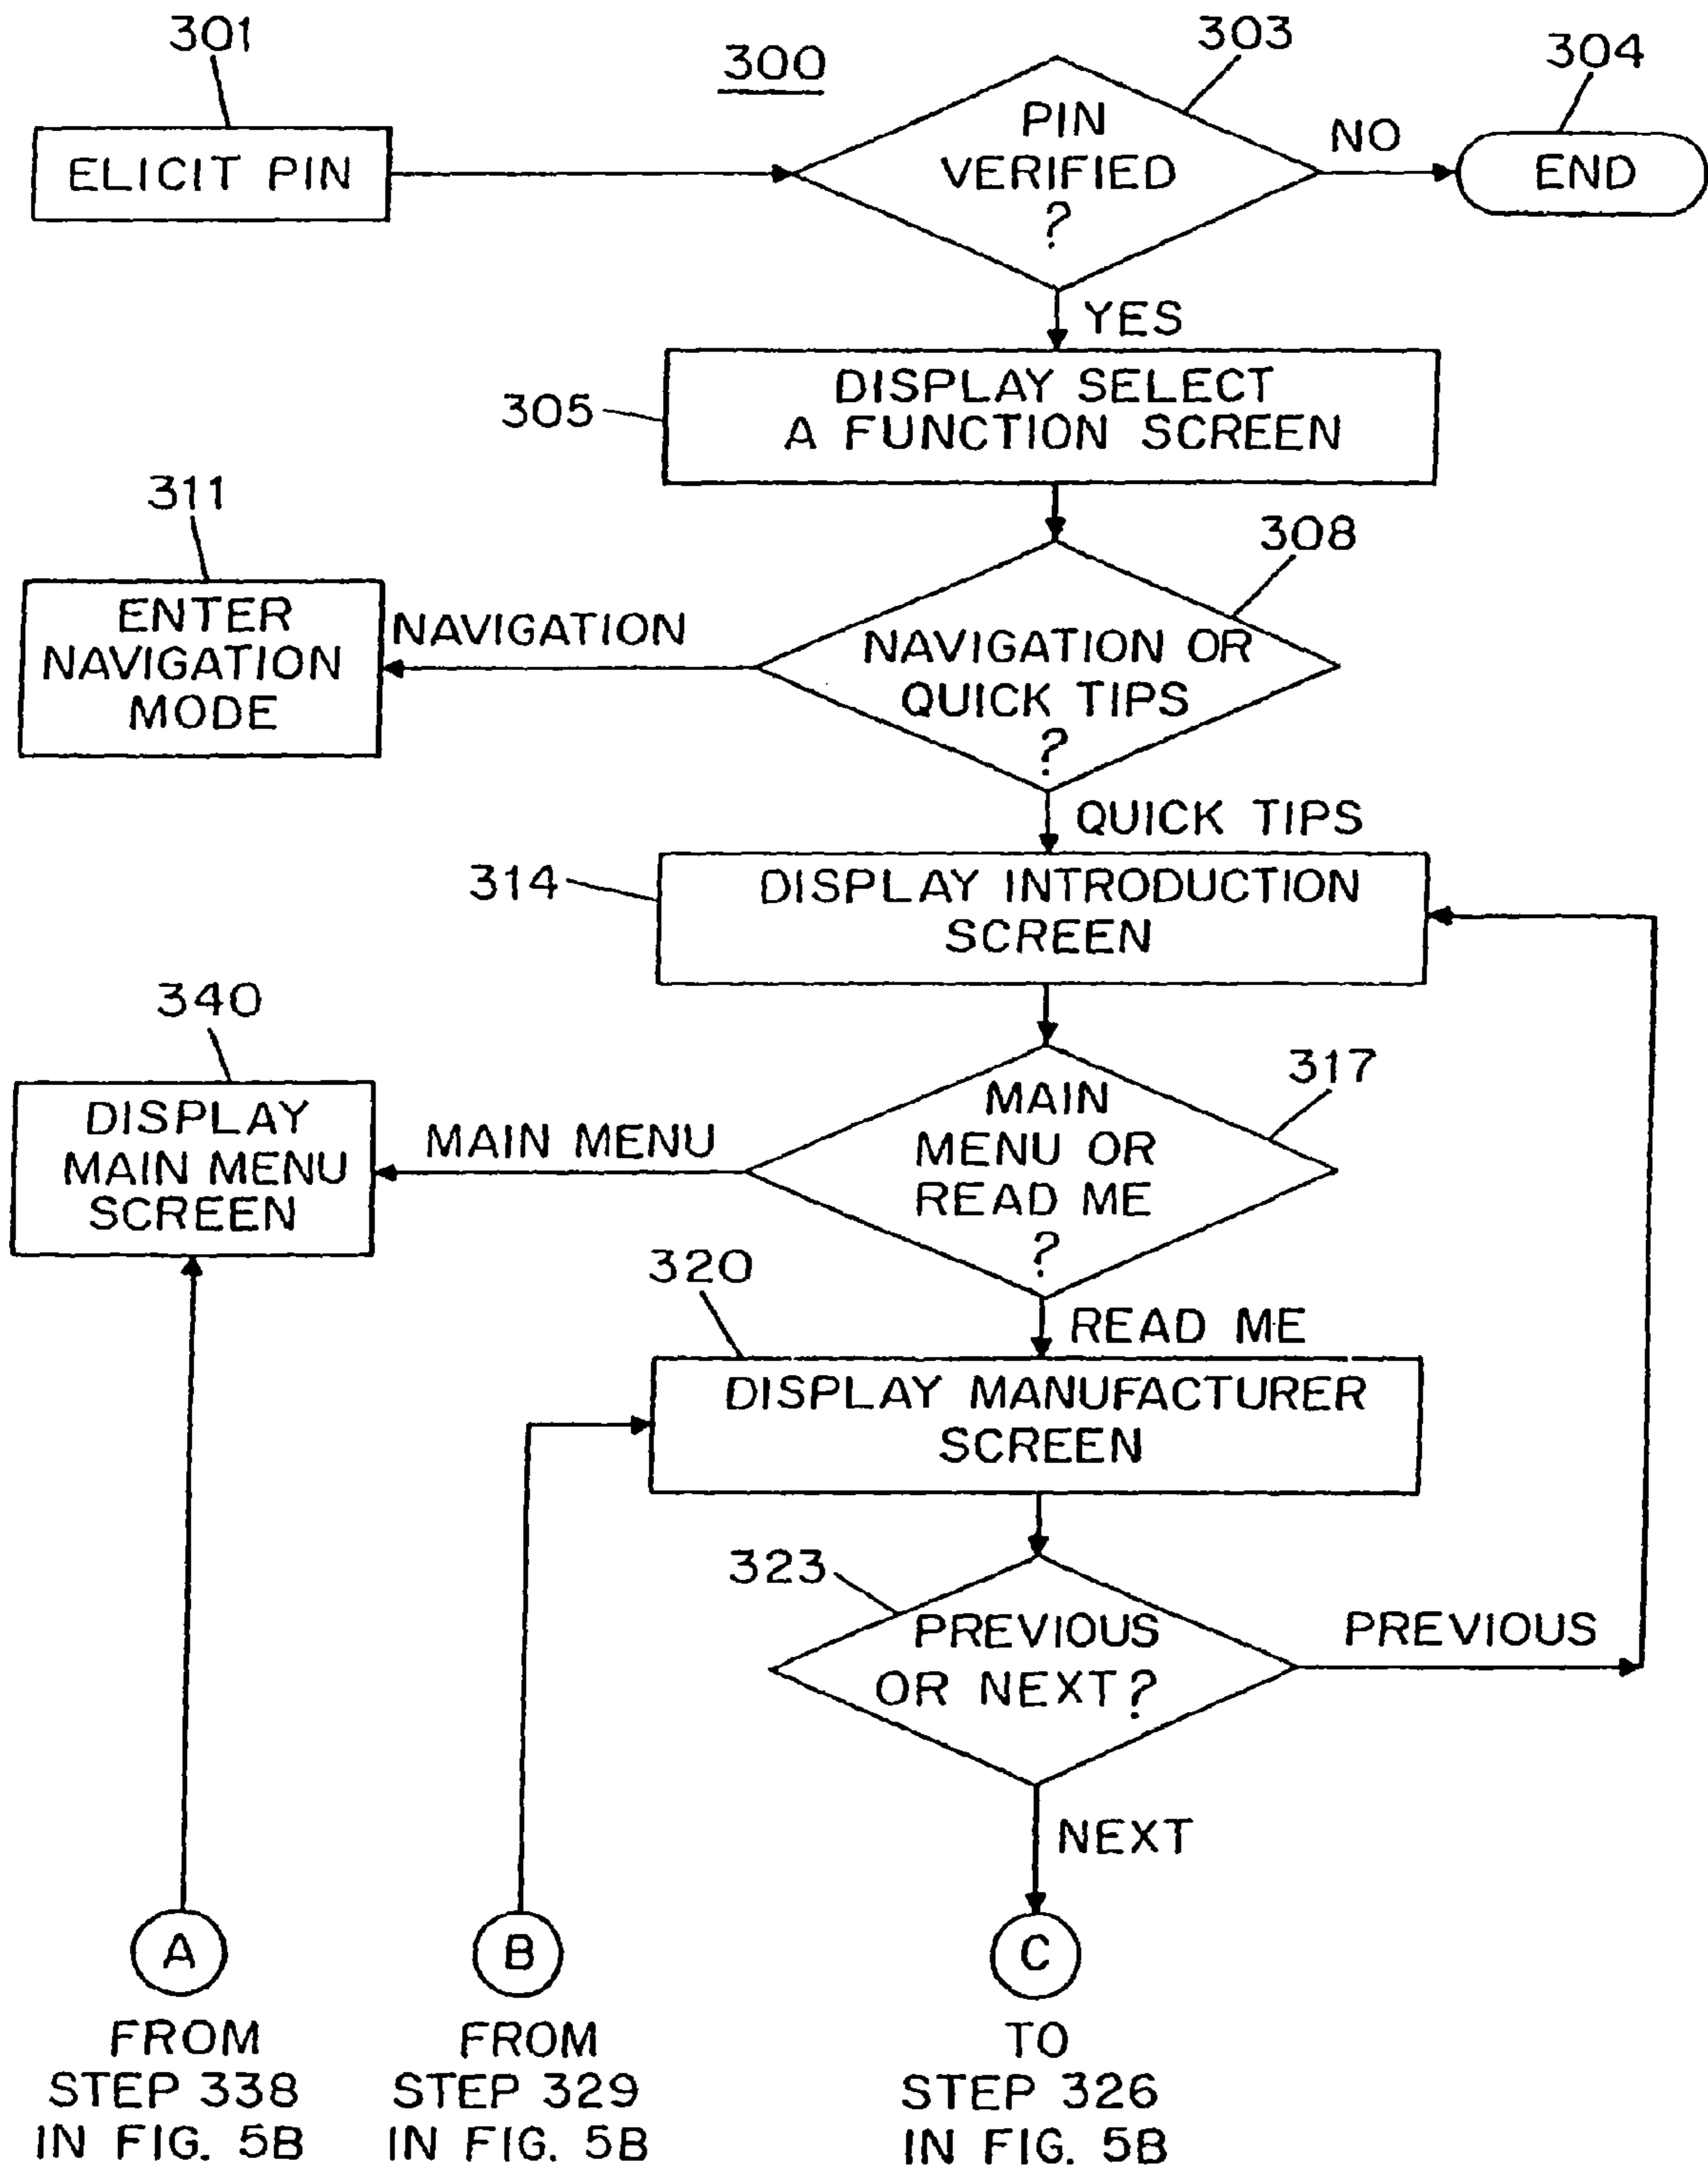 301
300
303
304
ELICIT PIN
PIN
VERIFIED
?
NO
END
YES
305
DISPLAY SELECT
A FUNCTION SCREEN
311
308
ENTER
NAVIGATION
MODE
NAVIGATION
NAVIGATION OR
QUICK TIPS
?
QUICK TIPS
314
DISPLAY INTRODUCTION
SCREEN
340
317
DISPLAY
MAIN MENU
SCREEN
MAIN MENU
MAIN
MENU OR
READ ME
?
320
READ ME
DISPLAY MANUFACTURER
SCREEN
323
PREVIOUS
OR NEXT?
PREVIOUS
NEXT
A
B
C
FROM
STEP 338
IN FIG. 5B
FROM
STEP 329
IN FIG. 5B
TO
STEP 326
IN FIG. 5B